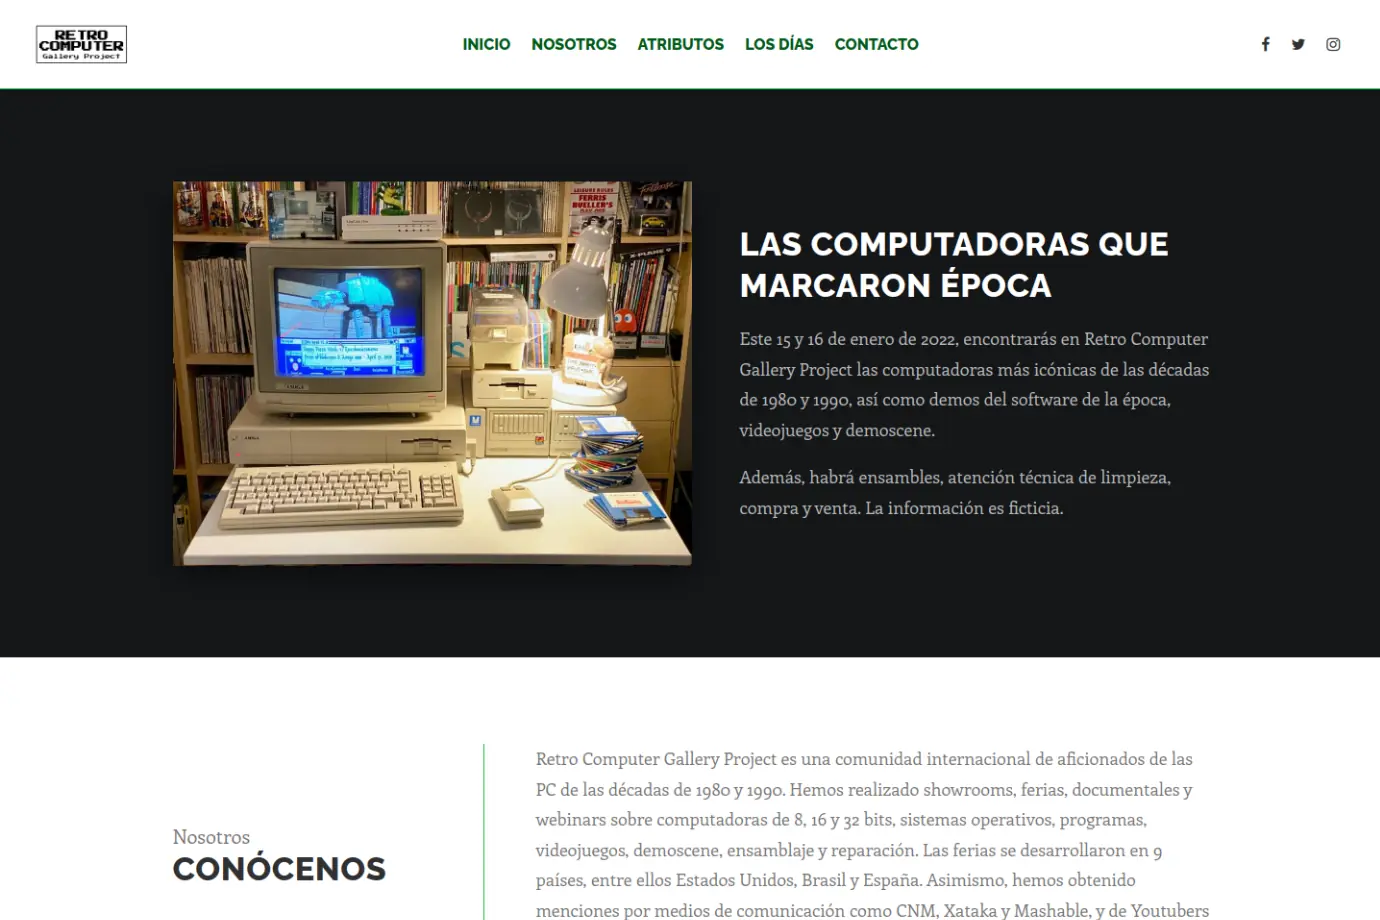 RETRO
COMPUTER
Gallery Project
INICIO NOSOTROS ATRIBUTOS LOS DÍAS CONTACTO
FERRIS
BUELLER'S
AMIGA
LAS COMPUTADORAS QUE
MARCARON ÉPOCA
Este 15 y 16 de enero de 2022, encontrarás en Retro Computer
Gallery Project las computadoras más icónicas de las décadas
de 1980 y 1990, así como demos del software de la época,
videojuegos y demoscene.
Además, habrá ensambles, atención técnica de limpieza,
compra y venta. La información es ficticia.
Nosotros
CONÓCENOS
Retro Computer Gallery Project es una comunidad internacional de aficionados de las
PC de las décadas de 1980 y 1990. Hemos realizado showrooms, ferias, documentales y
webinars sobre computadoras de 8, 16 y 32 bits, sistemas operativos, programas,
videojuegos, demoscene, ensamblaje y reparación. Las ferias se desarrollaron en 9
países, entre ellos Estados Unidos, Brasil y España. Asimismo, hemos obtenido
menciones por medios de comunicación como CNM, Xataka y Mashable, y de Youtubers